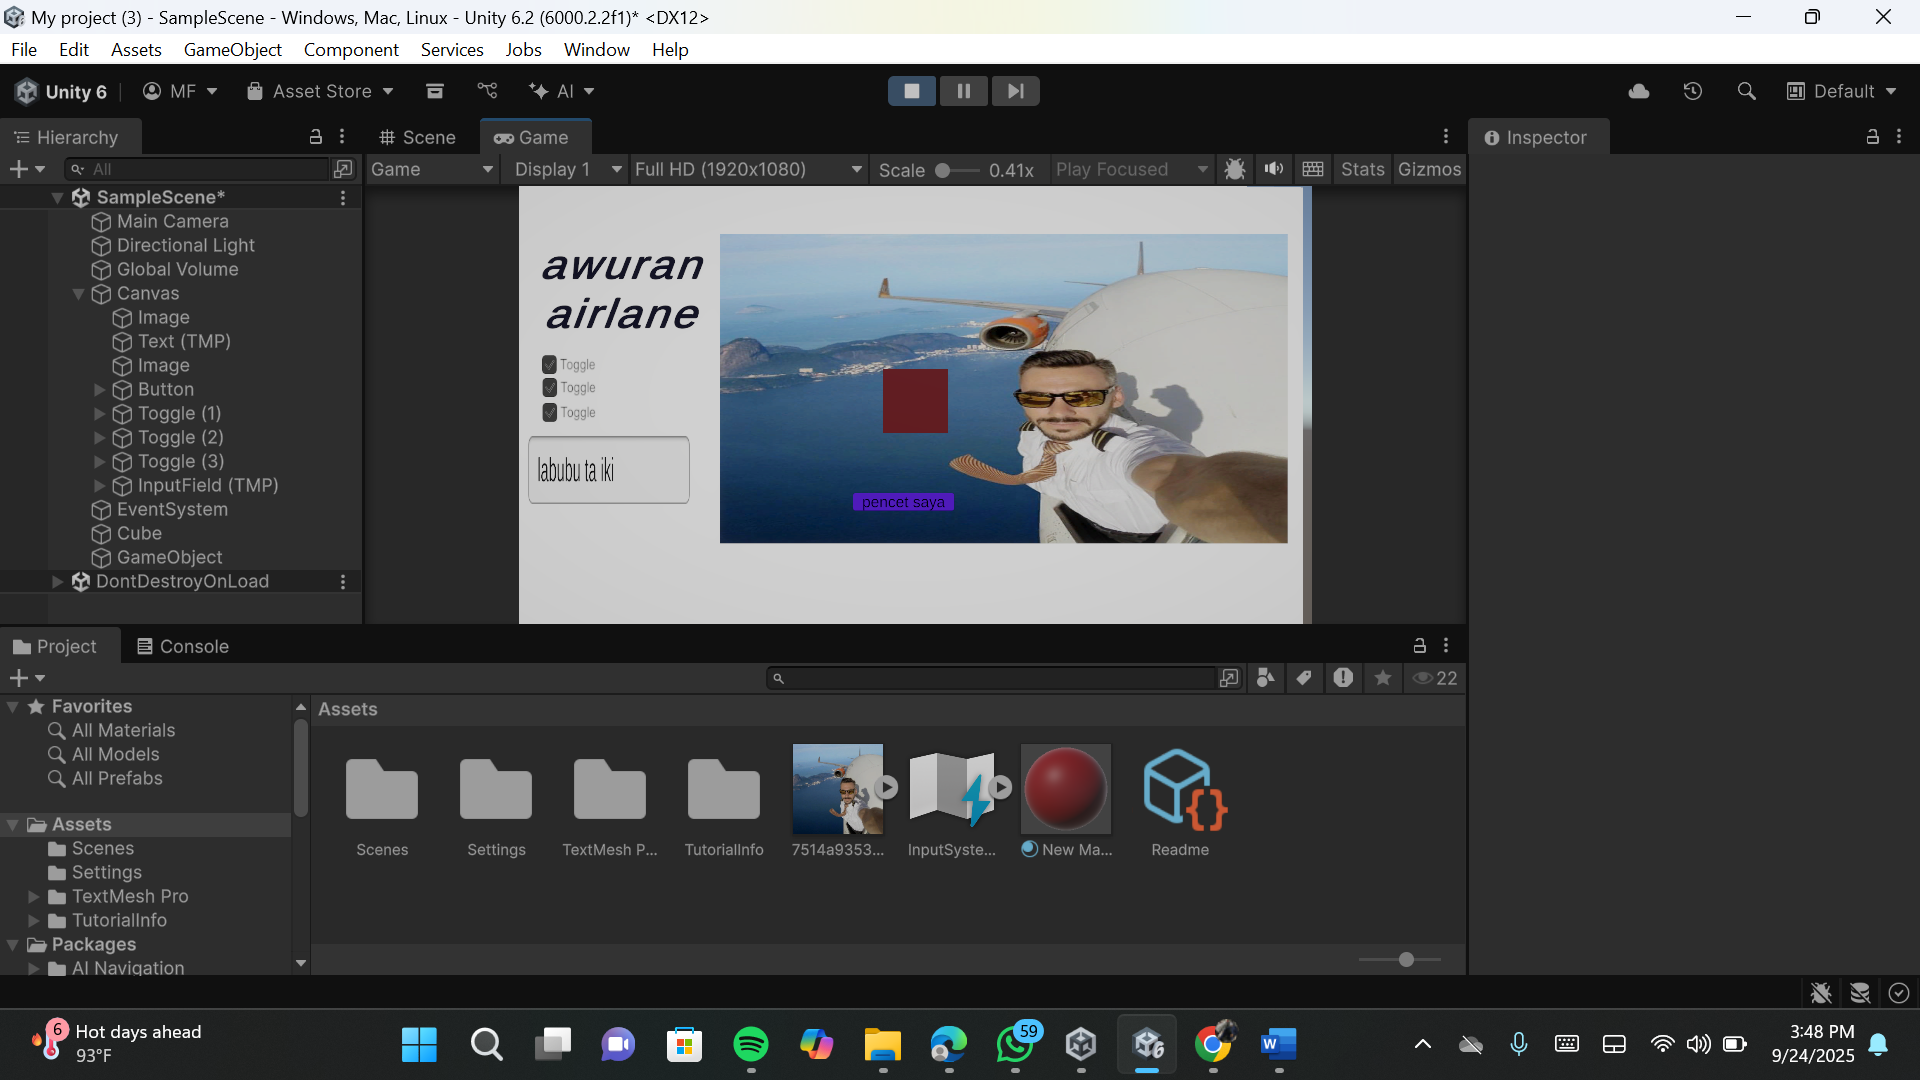 My project (3) - SampleScene - Windows, Mac, Linux - Unity 6.2 (6000.2.2f1)* <DX12>
File Edit Assets GameObject Component Services Jobs Window Help
Unity 6 MF Asset Store AI Default
Hierarchy Scene Game Inspector
All Game Display 1 Full HD (1920x1080) Scale 0.41x Play Focused Stats Gizmos
SampleScene*
Main Camera
Directional Light
Global Volume
Canvas
Image
Text (TMP)
Image
Button
Toggle (1)
Toggle (2)
Toggle (3)
InputField (TMP)
EventSystem
Cube
GameObject
DontDestroyOnLoad
awuran
airlane
Toggle
Toggle
Toggle
labubu ta iki
pencet saya
Project Console
22
Favorites
All Materials
All Models
All Prefabs
Assets
Scenes
Settings
TextMesh Pro
TutorialInfo
Packages
AI Navigation
Assets
Scenes Settings TextMesh P... TutorialInfo 7514a9353... InputSyste... New Ma... Readme
6 Hot days ahead
93°F
59
6
3:48 PM
9/24/2025